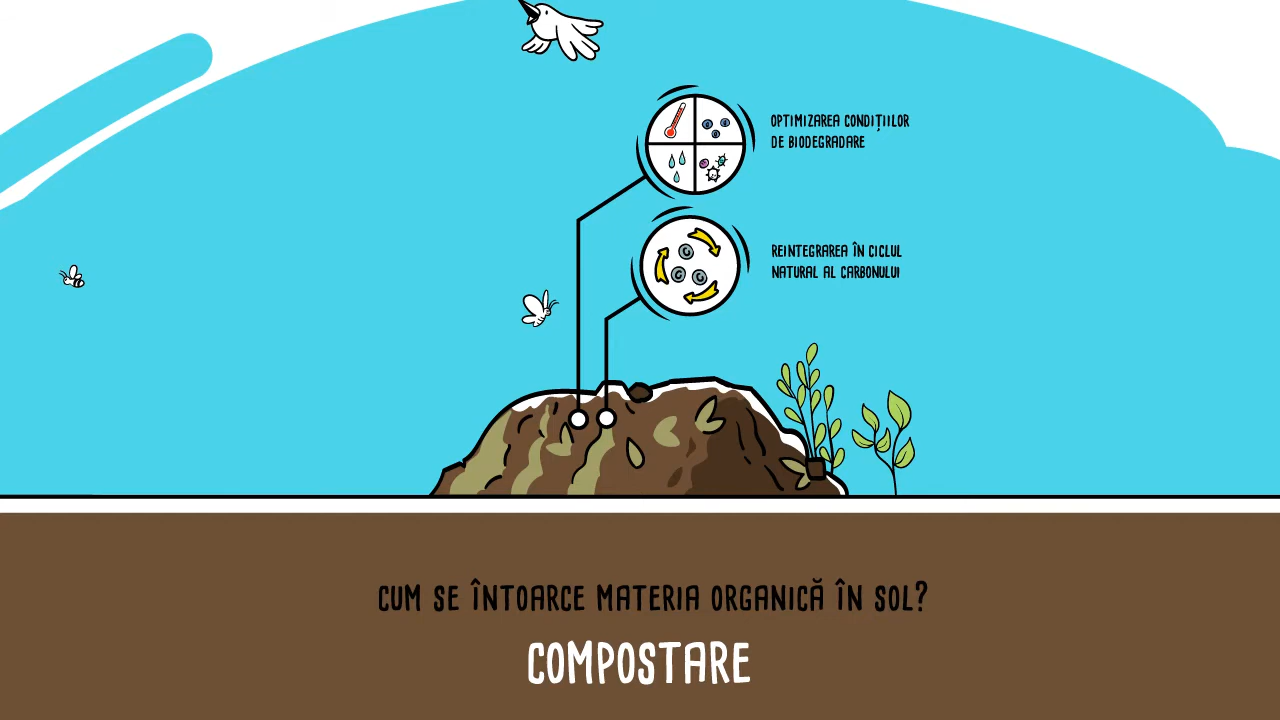 OPTIMIZAREA CONDIȚIILOR
DE BIODEGRADARE
REINTEGRAREA ÎN CICLUL
NATURAL AL CARBONULUI
C
C C
CUM SE ÎNTOARCE MATERIA ORGANICĂ ÎN SOL?
COMPOSTARE